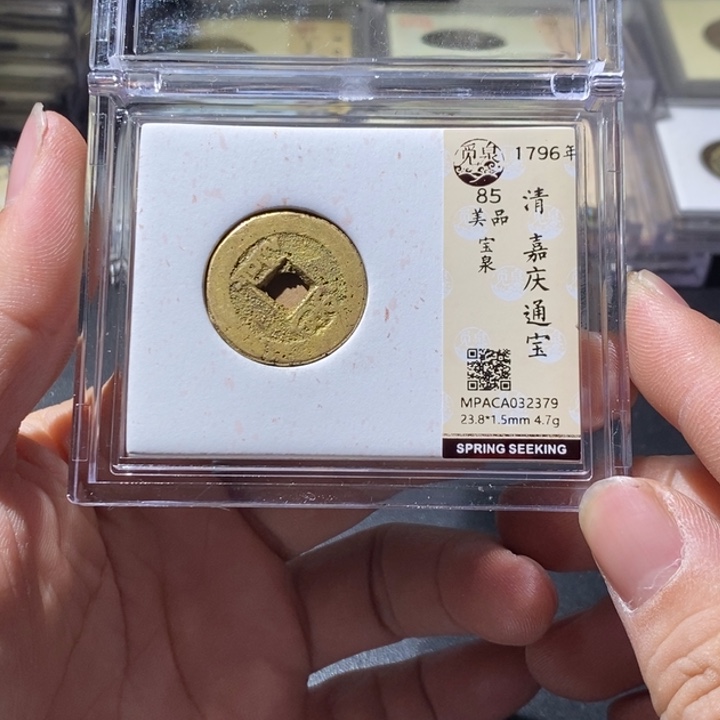 觅泉
1796年
85
美品
宝泉
清嘉庆通宝
MPACA032379
23.8*1.5mm 4.7g
SPRING SEEKING